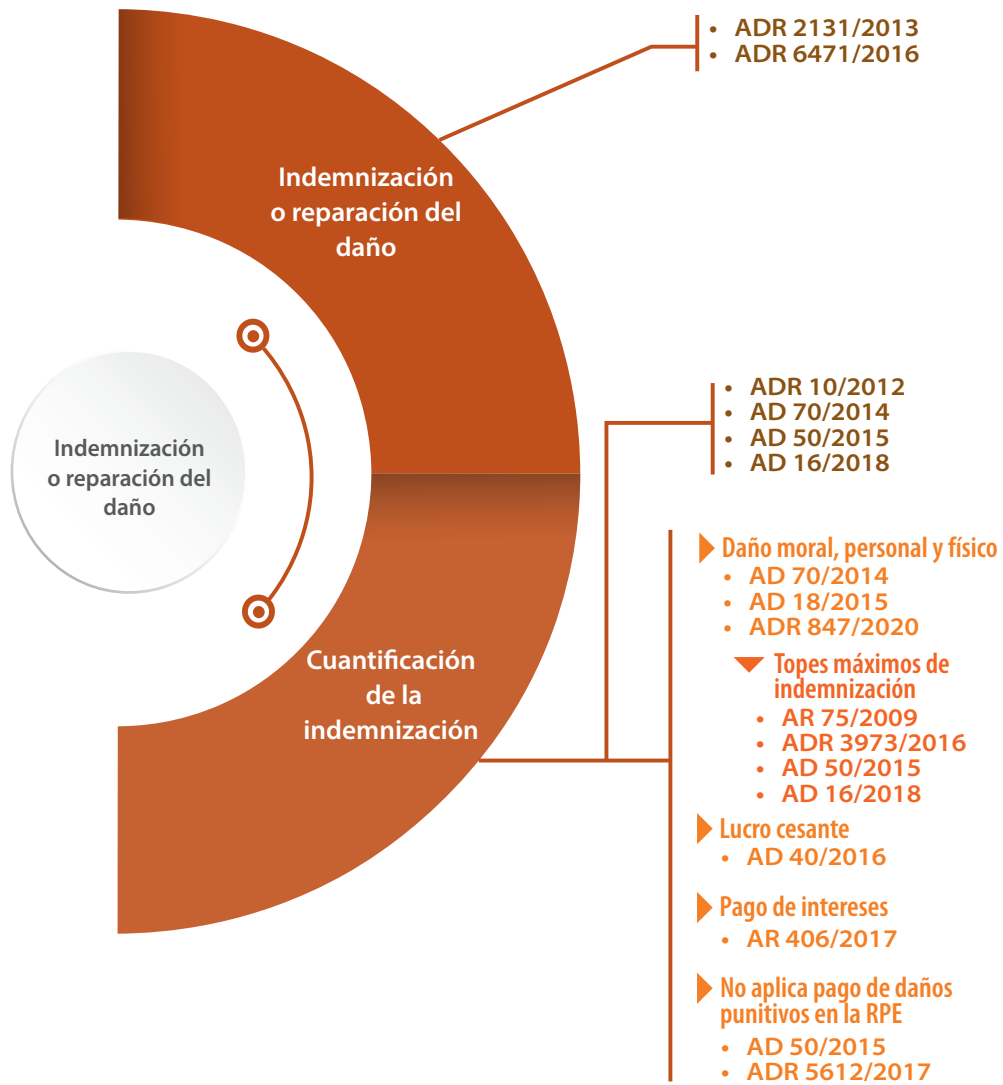 Indemnización
o reparación del
daño
Indemnización
o reparación del
daño
• ADR 2131/2013
• ADR 6471/2016
Cuantificación
de la
indemnización
• ADR 10/2012
• AD 70/2014
• AD 50/2015
• AD 16/2018
Daño moral, personal y físico
• AD 70/2014
• AD 18/2015
• ADR 847/2020
Topes máximos de
indemnización
• AR 75/2009
• ADR 3973/2016
• AD 50/2015
• AD 16/2018
Lucro cesante
• AD 40/2016
Pago de intereses
• AR 406/2017
No aplica pago de daños
punitivos en la RPE
• AD 50/2015
• ADR 5612/2017